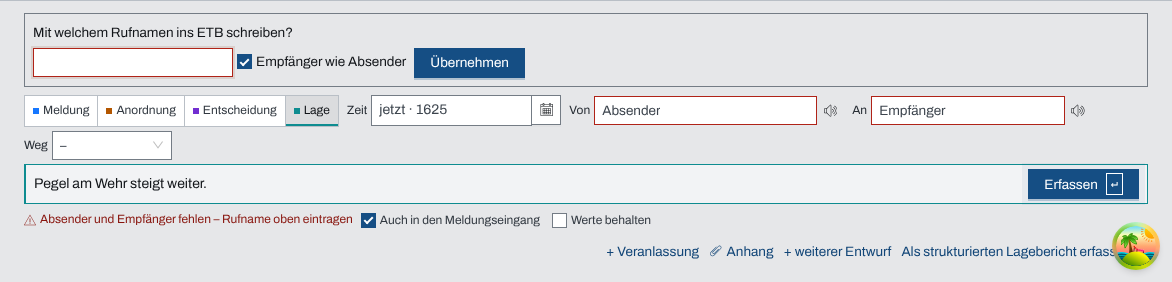 Mit welchem Rufnamen ins ETB schreiben?
Empfänger wie Absender Übernehmen
Meldung Anordnung Entscheidung Lage Zeit jetzt · 1625 Von Absender An Empfänger
Weg –
Pegel am Wehr steigt weiter. Erfassen ↵
Absender und Empfänger fehlen – Rufname oben eintragen Auch in den Meldungseingang Werte behalten
+ Veranlassung Anhang + weiterer Entwurf Als strukturierten Lagebericht